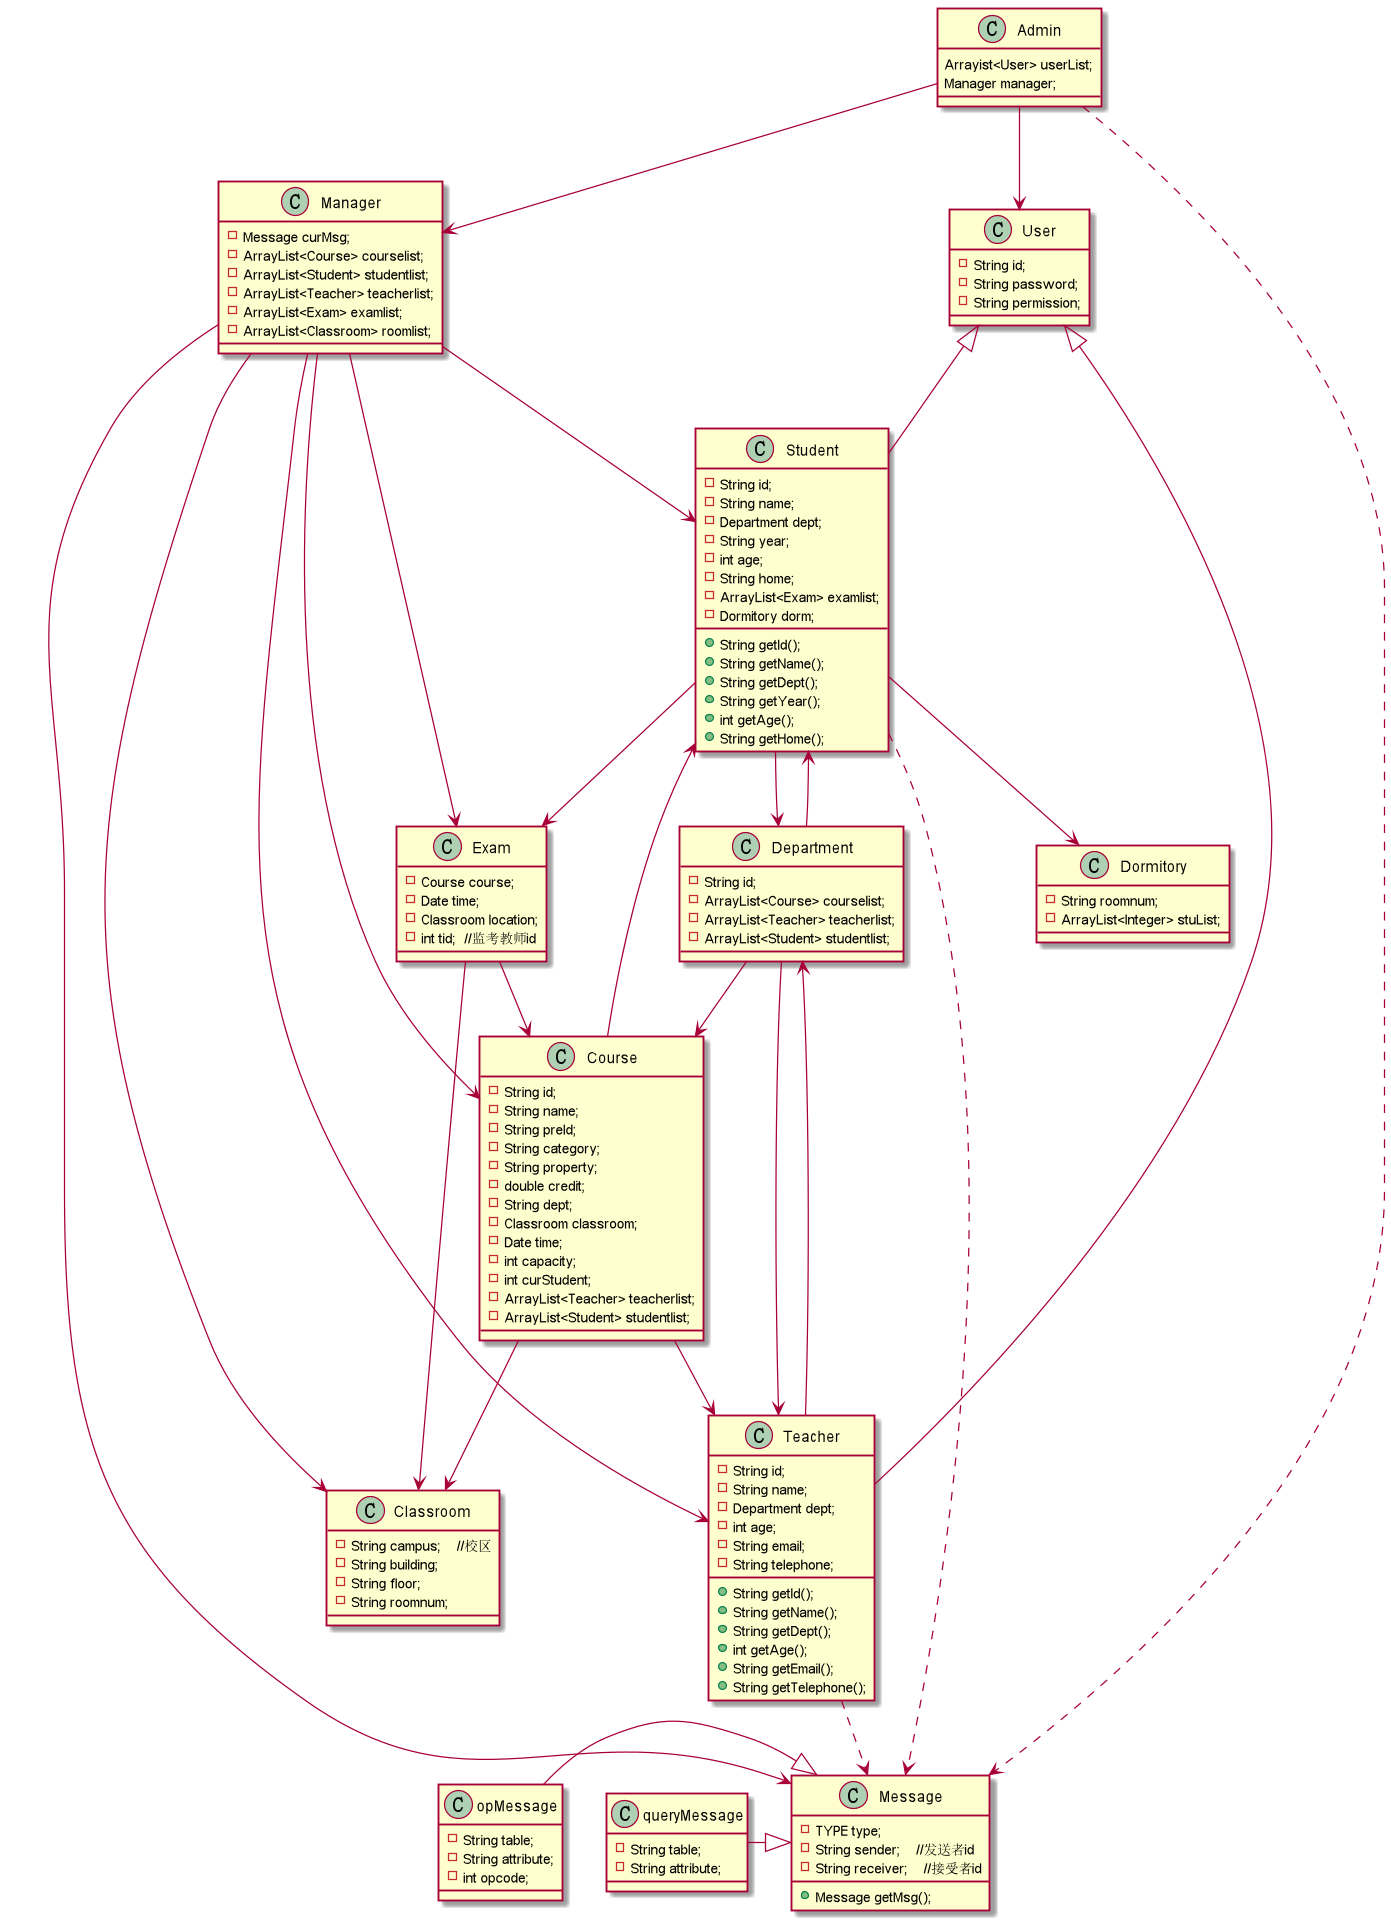 C Admin
Arrayist<User> userList;
Manager manager;
C Manager
Message curMsg;
ArrayList<Course> courselist;
ArrayList<Student> studentlist;
ArrayList<Teacher> teacherlist;
ArrayList<Exam> examlist;
ArrayList<Classroom> roomlist;
C User
String id;
String password;
String permission;
C Student
String id;
String name;
Department dept;
String year;
int age;
String home;
ArrayList<Exam> examlist;
Dormitory dorm;
String getId();
String getName();
String getDept();
String getYear();
int getAge();
String getHome();
C Exam
Course course;
Date time;
Classroom location;
int tid; //监考教师id
C Department
String id;
ArrayList<Course> courselist;
ArrayList<Teacher> teacherlist;
ArrayList<Student> studentlist;
C Dormitory
String roomnum;
ArrayList<Integer> stuList;
C Course
String id;
String name;
String preId;
String category;
String property;
double credit;
String dept;
Classroom classroom;
Date time;
int capacity;
int curStudent;
ArrayList<Teacher> teacherlist;
ArrayList<Student> studentlist;
C Teacher
String id;
String name;
Department dept;
int age;
String email;
String telephone;
String getId();
String getName();
String getDept();
int getAge();
String getEmail();
String getTelephone();
C Classroom
String campus; //校区
String building;
String floor;
String roomnum;
C opMessage
String table;
String attribute;
int opcode;
C queryMessage
String table;
String attribute;
C Message
TYPE type;
String sender; //发送者id
String receiver; //接受者id
Message getMsg();